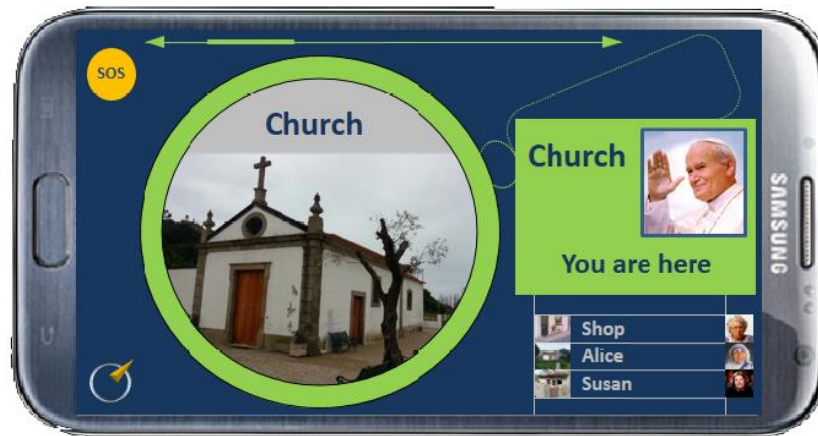 SOS
Church
Church
You are here
Shop
Alice
Susan
SAMSUNG